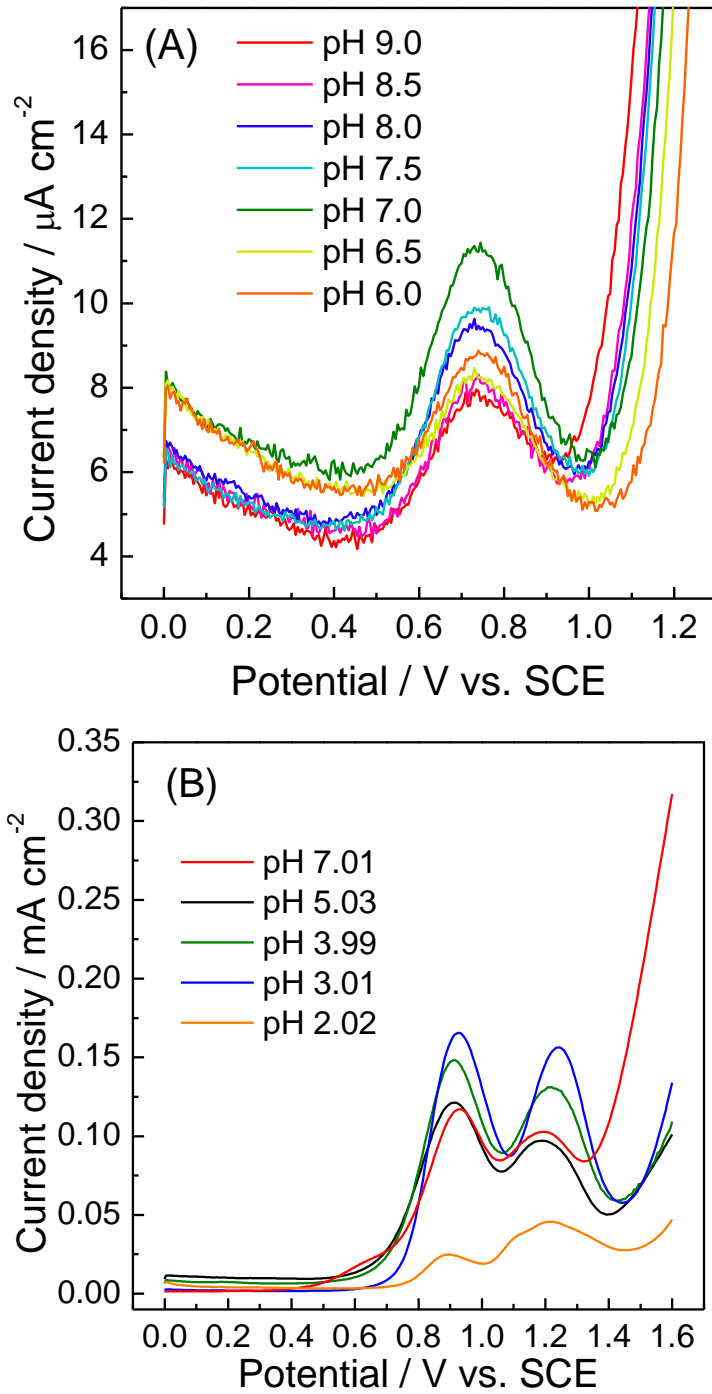 (A)
pH 9.0
pH 8.5
pH 8.0
pH 7.5
pH 7.0
pH 6.5
pH 6.0
16
14
12
10
8
6
4
Current density / μA cm⁻²
0.0 0.2 0.4 0.6 0.8 1.0 1.2
Potential / V vs. SCE
(B)
pH 7.01
pH 5.03
pH 3.99
pH 3.01
pH 2.02
0.35
0.30
0.25
0.20
0.15
0.10
0.05
0.00
Current density / mA cm⁻²
0.0 0.2 0.4 0.6 0.8 1.0 1.2 1.4 1.6
Potential / V vs. SCE